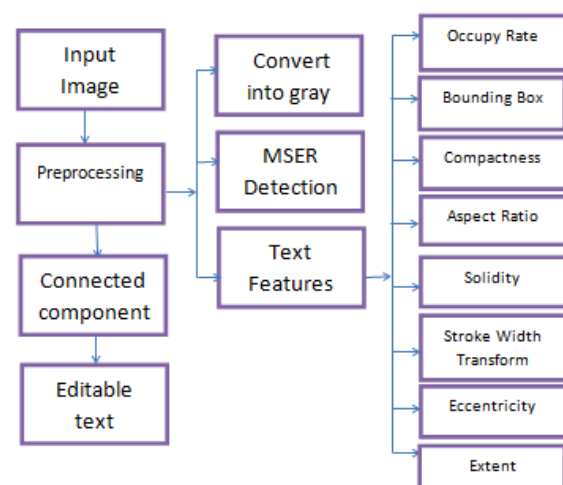 Input
Image
Preprocessing
Connected
component
Editable
text
Convert
into gray
MSER
Detection
Text
Features
Occupy Rate
Bounding Box
Compactness
Aspect Ratio
Solidity
Stroke Width
Transform
Eccentricity
Extent